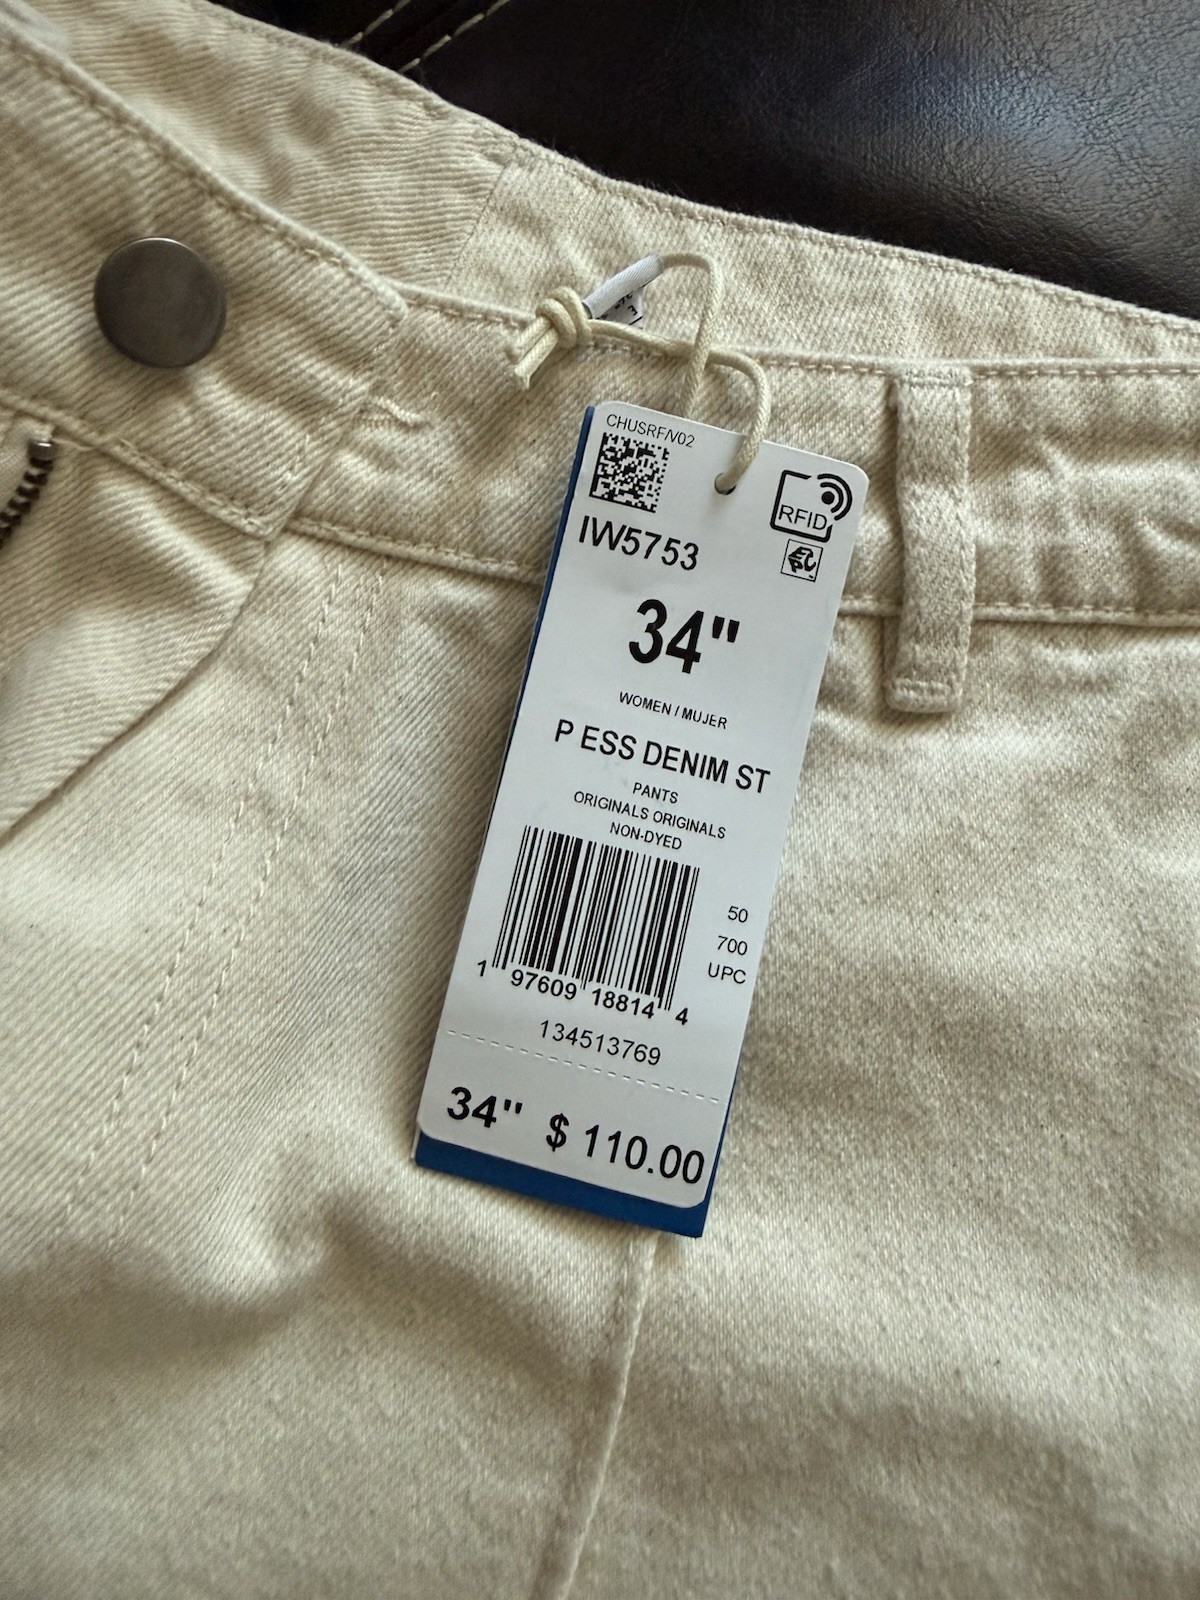 CHUSRF/V02
RFID
IW5753
34"
WOMEN / MUJER
P ESS DENIM ST
PANTS
ORIGINALS ORIGINALS
NON-DYED
50
700
UPC
1 97609 18814 4
134513769
34" $ 110.00